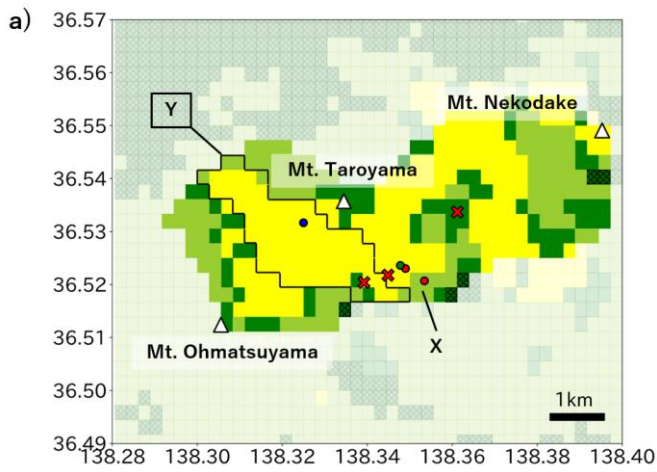 a)
36.57
36.56
36.55
36.54
36.53
36.52
36.51
36.50
36.49
Y
Mt. Nekodake
Mt. Taroyama
Mt. Ohmatsuyama
X
1km
138.28 138.30 138.32 138.34 138.36 138.38 138.40